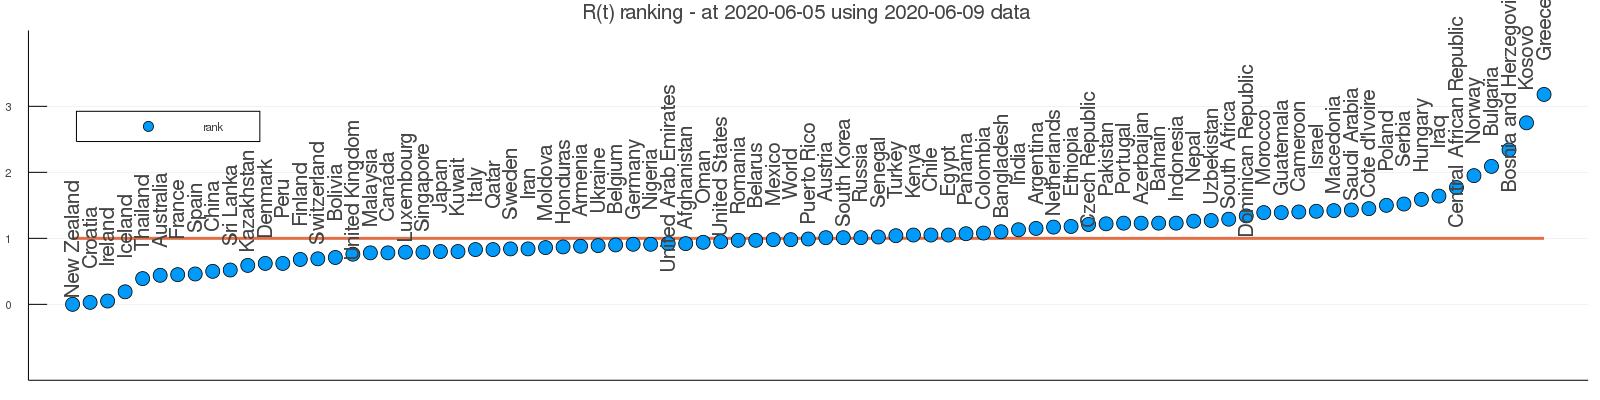 R(t) ranking - at 2020-06-05 using 2020-06-09 data
3
2
1
0
rank
New Zealand
Croatia
Ireland
Iceland
Thailand
Australia
France
Spain
China
Sri Lanka
Kazakhstan
Denmark
Peru
Finland
Switzerland
Bolivia
United Kingdom
Malaysia
Canada
Luxembourg
Singapore
Japan
Kuwait
Italy
Qatar
Sweden
Iran
Moldova
Honduras
Armenia
Ukraine
Belgium
Germany
Nigeria
United Arab Emirates
Afghanistan
Oman
United States
Romania
Belarus
Mexico
World
Puerto Rico
Austria
South Korea
Russia
Senegal
Turkey
Kenya
Chile
Egypt
Panama
Colombia
Bangladesh
India
Argentina
Netherlands
Ethiopia
Czech Republic
Pakistan
Portugal
Azerbaijan
Bahrain
Indonesia
Nepal
Uzbekistan
South Africa
Dominican Republic
Morocco
Guatemala
Cameroon
Israel
Macedonia
Saudi Arabia
Cote d'Ivoire
Poland
Serbia
Hungary
Iraq
Central African Republic
Norway
Bulgaria
Bosnia and Herzegovi
Kosovo
Greece